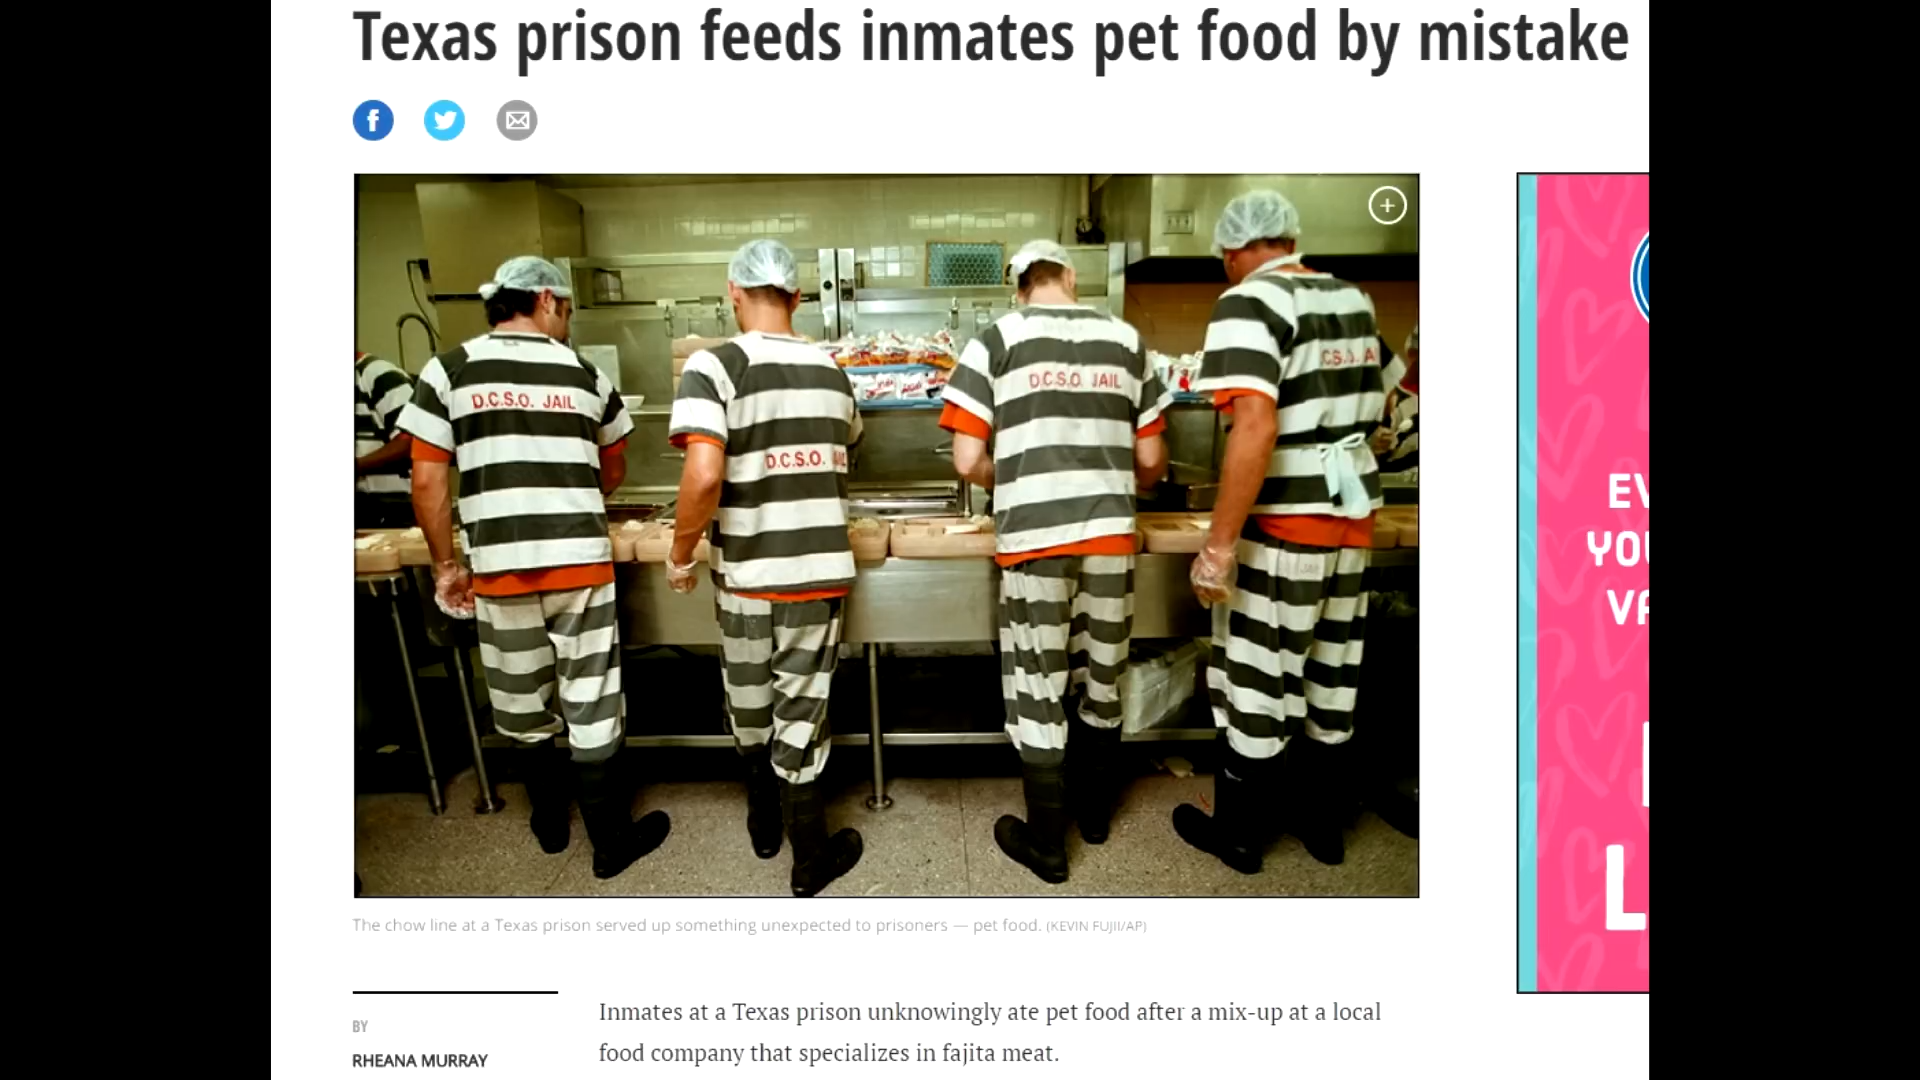 Texas prison feeds inmates pet food by mistake
D.C.S.O. JAIL
D.C.S.O.
D.C.S.O. JAIL
The chow line at a Texas prison served up something unexpected to prisoners — pet food. (KEVIN FUJII/AP)
BY
RHEANA MURRAY
Inmates at a Texas prison unknowingly ate pet food after a mix-up at a local
food company that specializes in fajita meat.